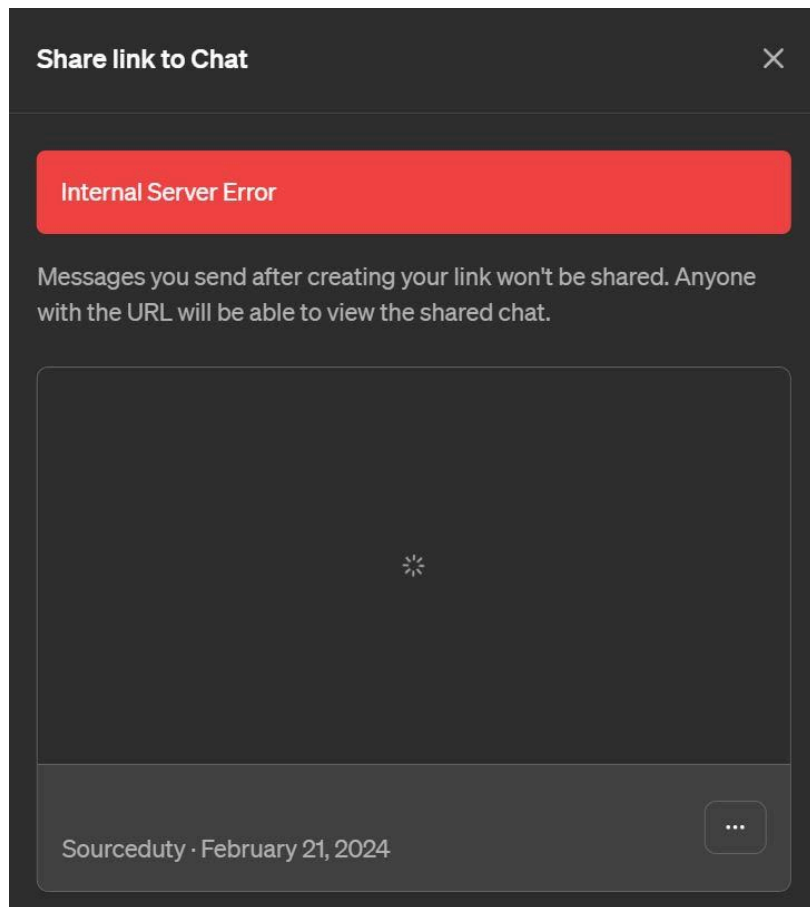 Share link to Chat
Internal Server Error
Messages you send after creating your link won't be shared. Anyone
with the URL will be able to view the shared chat.
Sourceduty · February 21, 2024